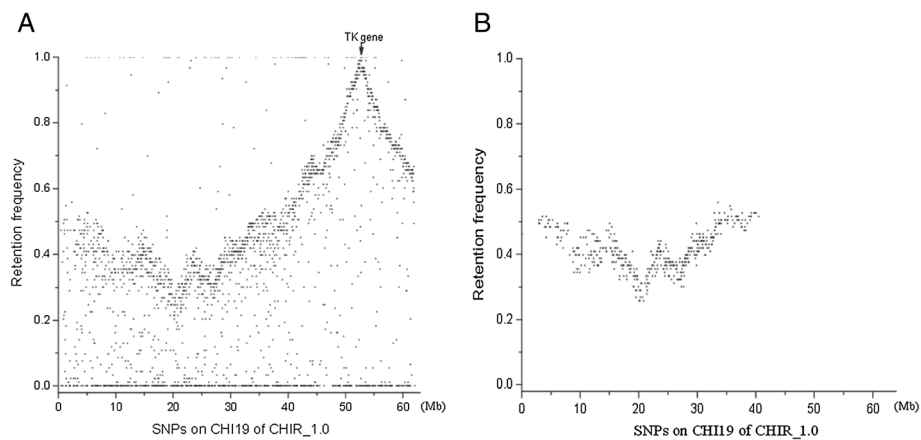 A
TK gene
1.0
0.8
0.6
0.4
0.2
0.0
Retention frequency
0 10 20 30 40 50 60 (Mb)
SNPs on CHI19 of CHIR_1.0
B
1.0
0.8
0.6
0.4
0.2
0.0
Retention frequency
0 10 20 30 40 50 60 (Mb)
SNPs on CHI19 of CHIR_1.0